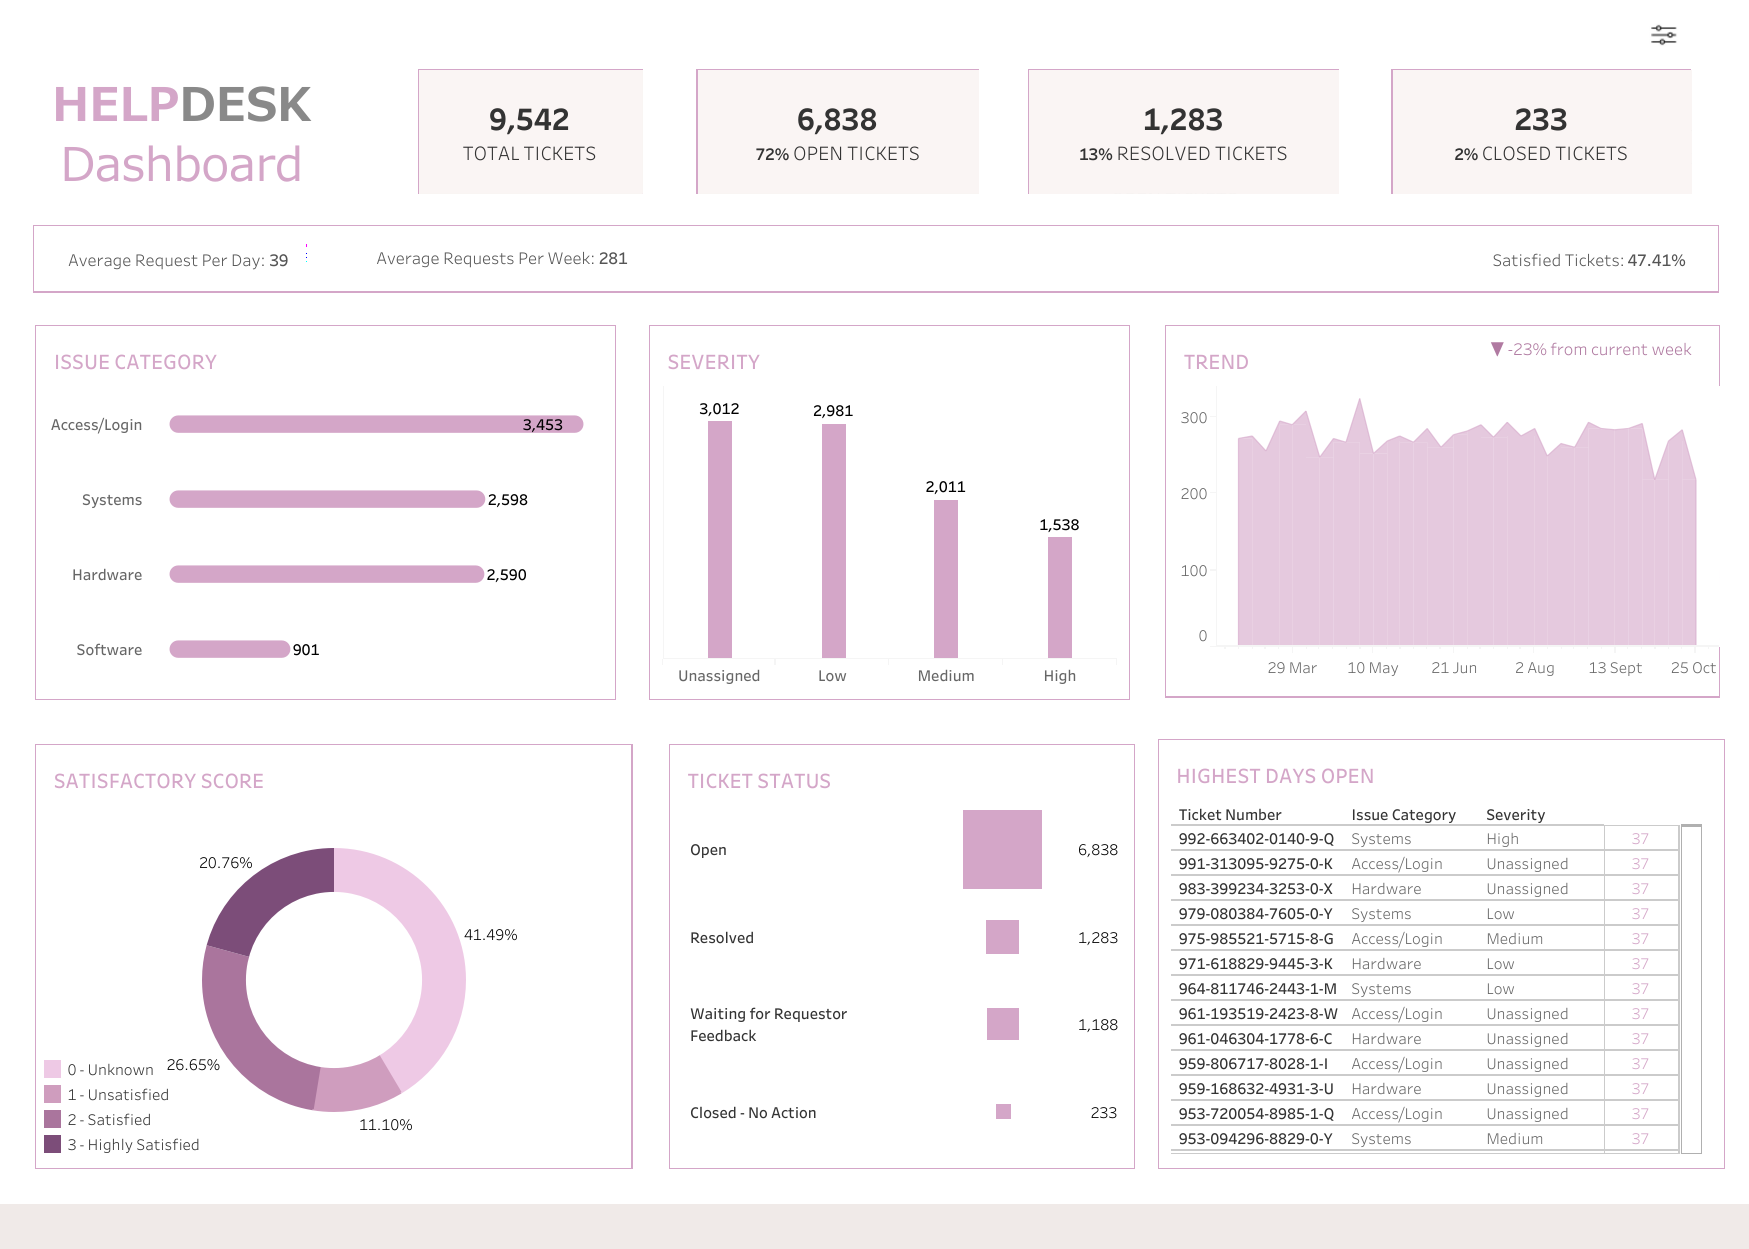 HELPDESK
Dashboard
9,542
TOTAL TICKETS
6,838
72% OPEN TICKETS
1,283
13% RESOLVED TICKETS
233
2% CLOSED TICKETS
Average Request Per Day: 39
Average Requests Per Week: 281
Satisfied Tickets: 47.41%
ISSUE CATEGORY
Access/Login 3,453
Systems 2,598
Hardware 2,590
Software 901
SEVERITY
3,012 2,981 2,011 1,538
Unassigned Low Medium High
TREND
▼ -23% from current week
300
200
100
0
29 Mar 10 May 21 Jun 2 Aug 13 Sept 25 Oct
SATISFACTORY SCORE
20.76%
41.49%
26.65%
11.10%
0 - Unknown
1 - Unsatisfied
2 - Satisfied
3 - Highly Satisfied
TICKET STATUS
Open 6,838
Resolved 1,283
Waiting for Requestor
Feedback 1,188
Closed - No Action 233
HIGHEST DAYS OPEN
Ticket Number Issue Category Severity
992-663402-0140-9-Q Systems High 37
991-313095-9275-0-K Access/Login Unassigned 37
983-399234-3253-0-X Hardware Unassigned 37
979-080384-7605-0-Y Systems Low 37
975-985521-5715-8-G Access/Login Medium 37
971-618829-9445-3-K Hardware Low 37
964-811746-2443-1-M Systems Low 37
961-193519-2423-8-W Access/Login Unassigned 37
961-046304-1778-6-C Hardware Unassigned 37
959-806717-8028-1-I Access/Login Unassigned 37
959-168632-4931-3-U Hardware Unassigned 37
953-720054-8985-1-Q Access/Login Unassigned 37
953-094296-8829-0-Y Systems Medium 37